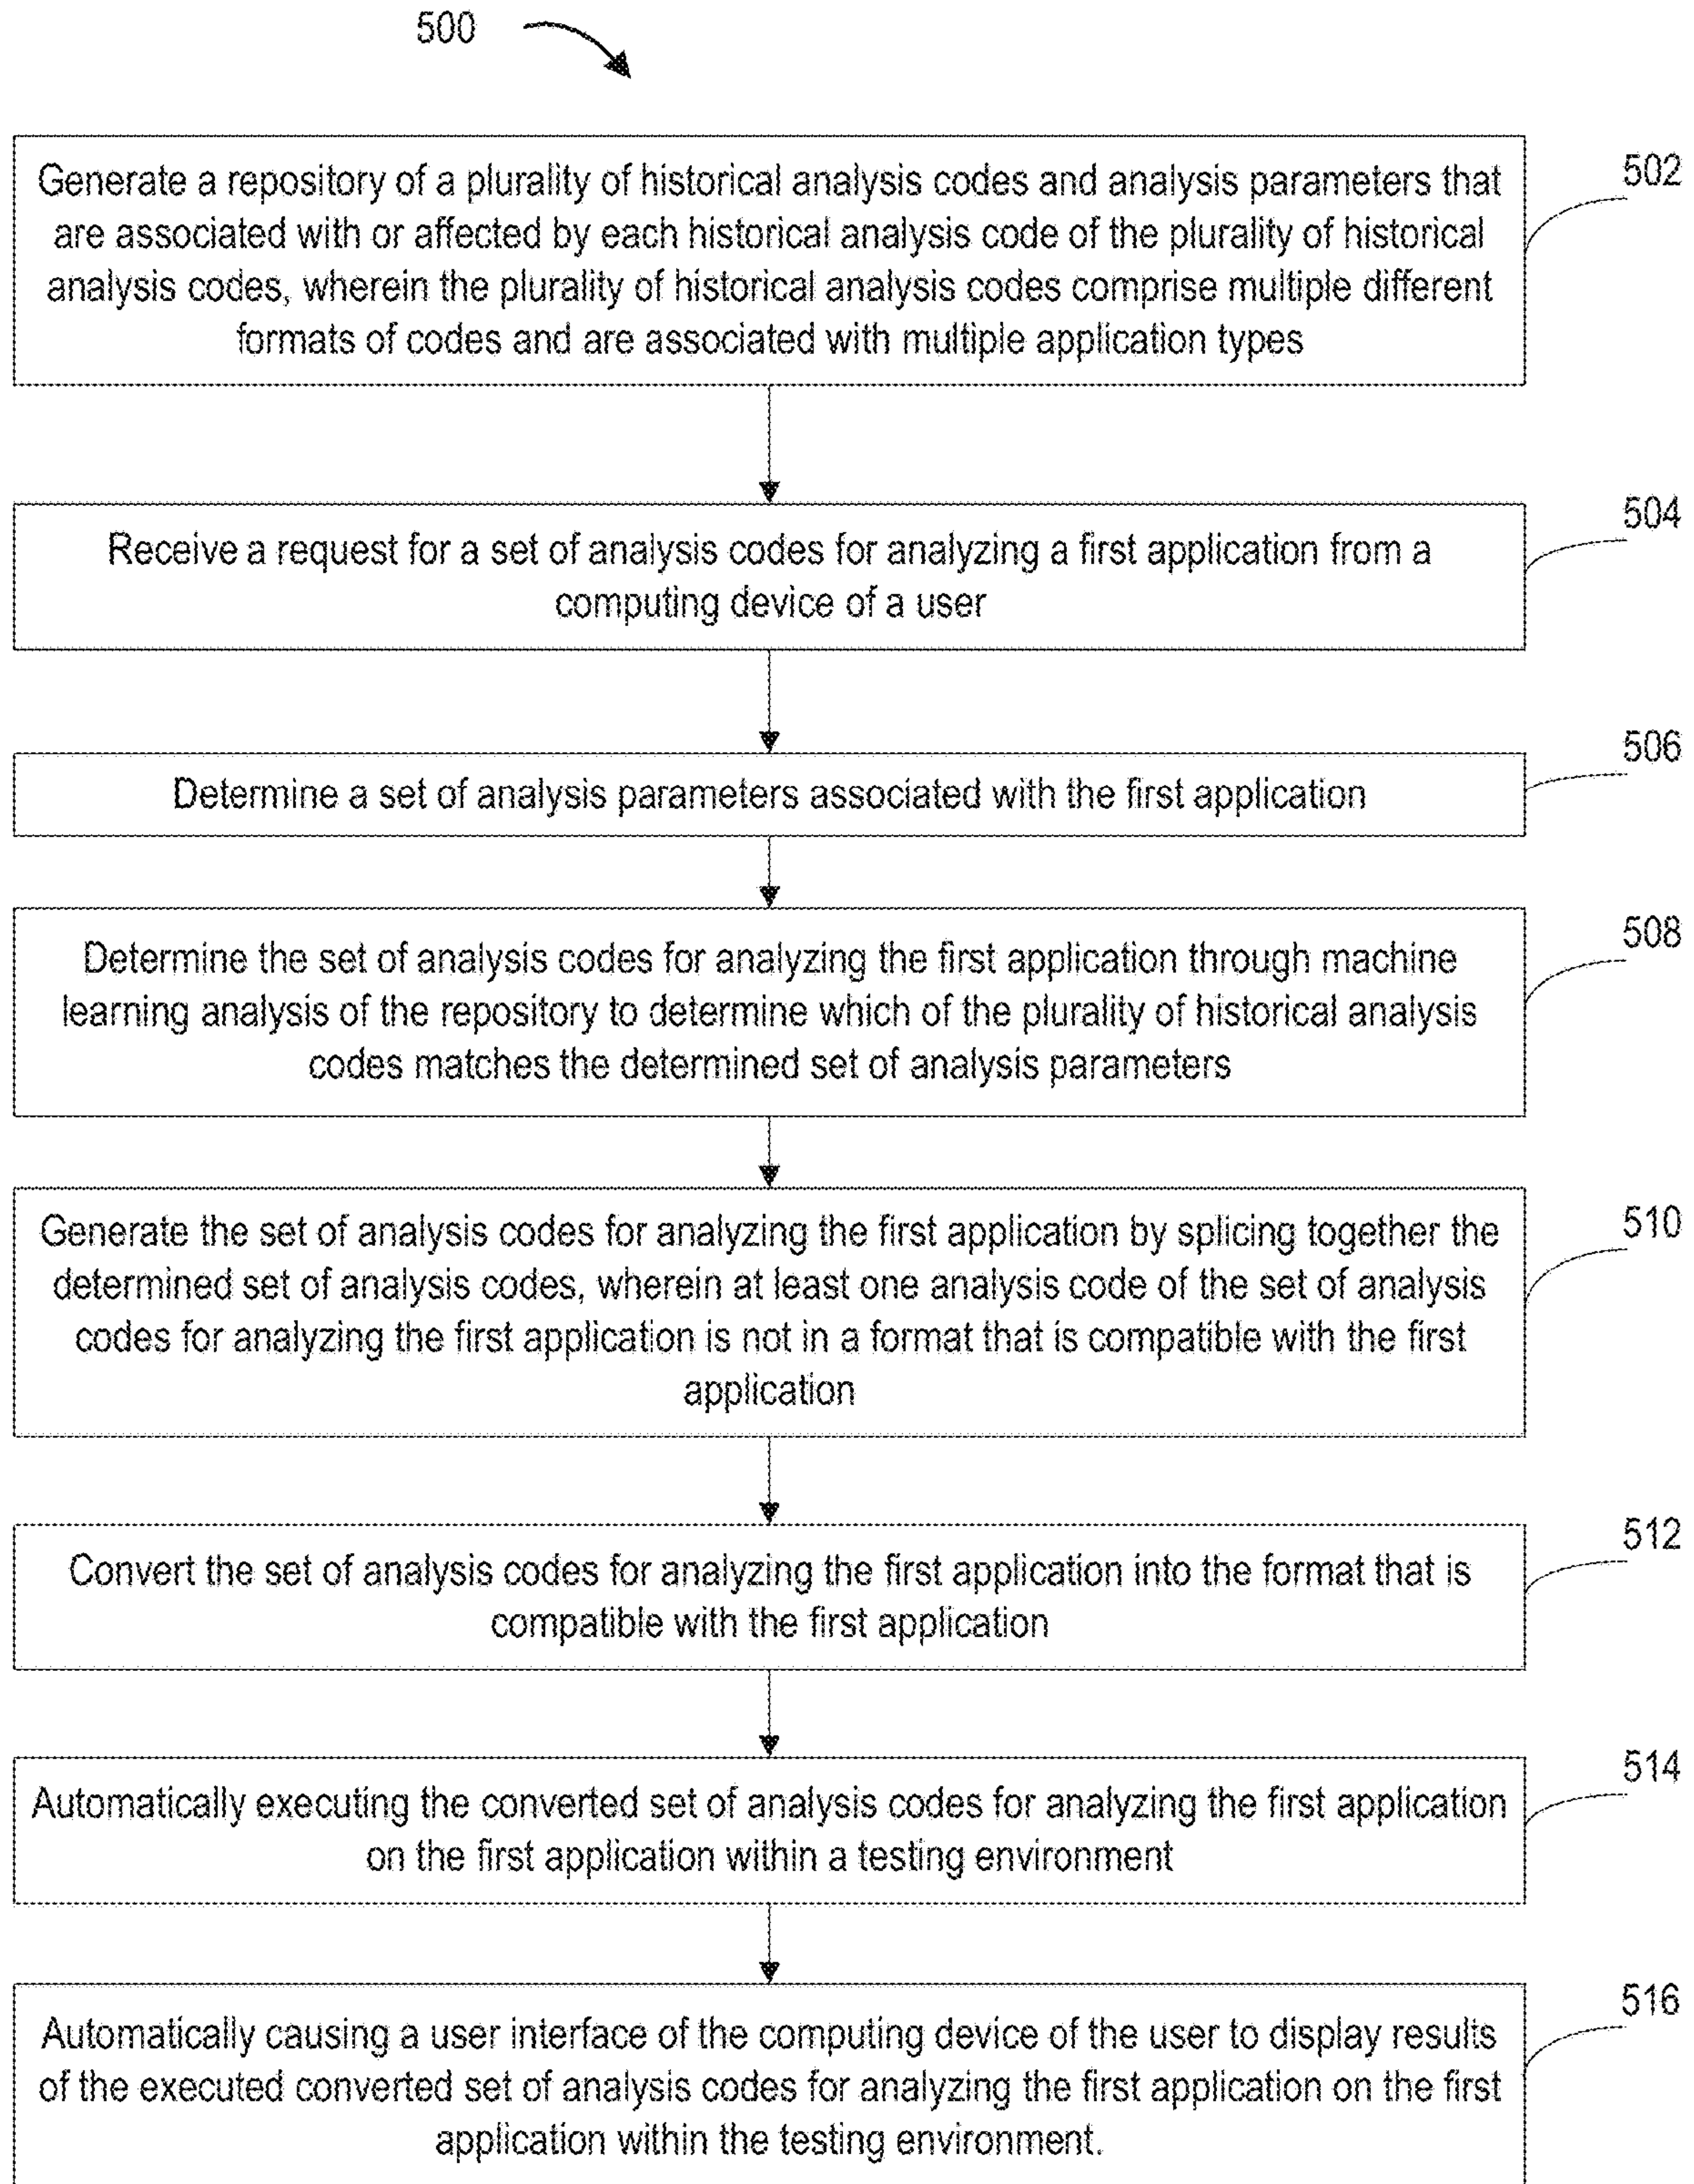 500
Generate a repository of a plurality of historical analysis codes and analysis parameters that
are associated with or affected by each historical analysis code of the plurality of historical
analysis codes, wherein the plurality of historical analysis codes comprise multiple different
formats of codes and are associated with multiple application types
502
Receive a request for a set of analysis codes for analyzing a first application from a
computing device of a user
504
Determine a set of analysis parameters associated with the first application
506
Determine the set of analysis codes for analyzing the first application through machine
learning analysis of the repository to determine which of the plurality of historical analysis
codes matches the determined set of analysis parameters
508
Generate the set of analysis codes for analyzing the first application by splicing together the
determined set of analysis codes, wherein at least one analysis code of the set of analysis
codes for analyzing the first application is not in a format that is compatible with the first
application
510
Convert the set of analysis codes for analyzing the first application into the format that is
compatible with the first application
512
Automatically executing the converted set of analysis codes for analyzing the first application
on the first application within a testing environment
514
Automatically causing a user interface of the computing device of the user to display results
of the executed converted set of analysis codes for analyzing the first application on the first
application within the testing environment.
516